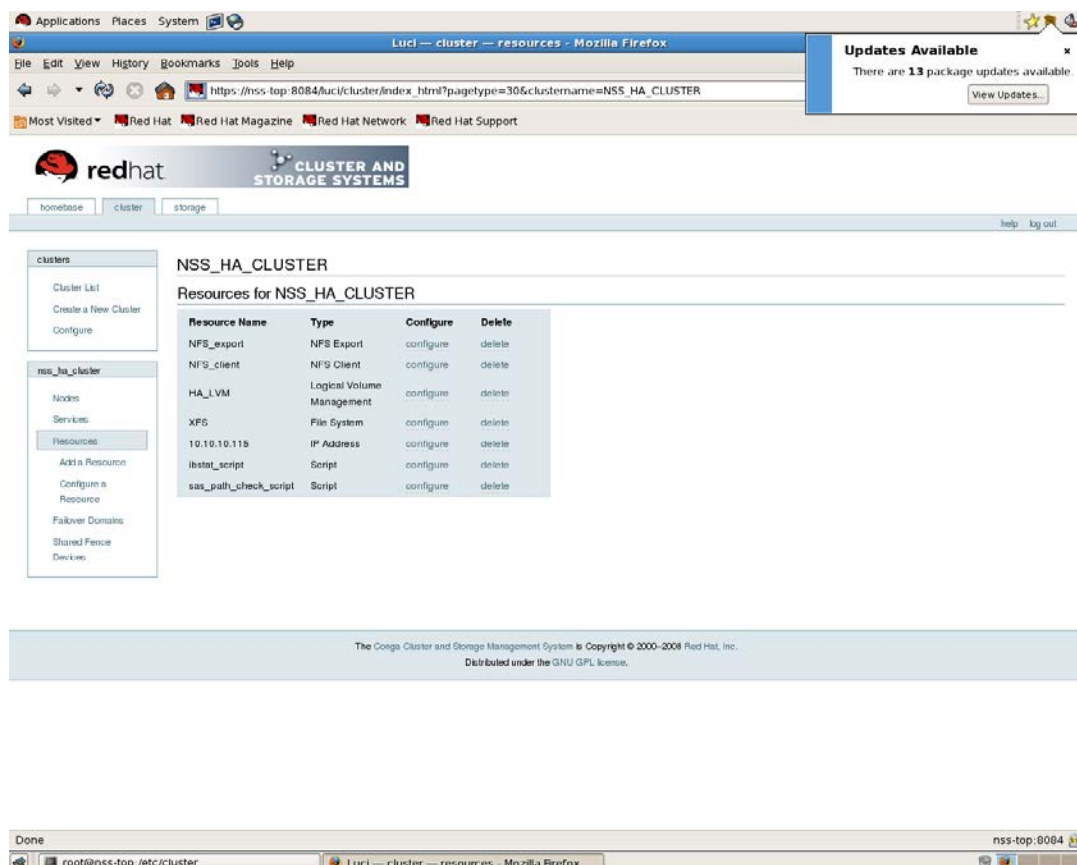 Applications Places System
Luci — cluster — resources - Mozilla Firefox
Updates Available
There are 13 package updates available.
View Updates...
File Edit View History Bookmarks Tools Help
https://nss-top:8084/luci/cluster/index_html?pagetype=30&clustername=NSS_HA_CLUSTER
Most Visited Red Hat Red Hat Magazine Red Hat Network Red Hat Support
redhat
CLUSTER AND
STORAGE SYSTEMS
homebase cluster storage
help log out
clusters
Cluster List
Create a New Cluster
Configure
nss_ha_cluster
Nodes
Services
Resources
Add a Resource
Configure a
Resource
Failover Domains
Shared Fence
Devices
NSS_HA_CLUSTER
Resources for NSS_HA_CLUSTER
Resource Name Type Configure Delete
NFS_export NFS Export configure delete
NFS_client NFS Client configure delete
HA_LVM Logical Volume Management configure delete
XFS File System configure delete
10.10.10.115 IP Address configure delete
ibstat_script Script configure delete
sas_path_check_script Script configure delete
The Conga Cluster and Storage Management System is Copyright © 2000-2008 Red Hat, Inc.
Distributed under the GNU GPL license.
Done
nss-top:8084
root@nss-top:/etc/cluster
Luci — cluster — resources - Mozilla Firefox